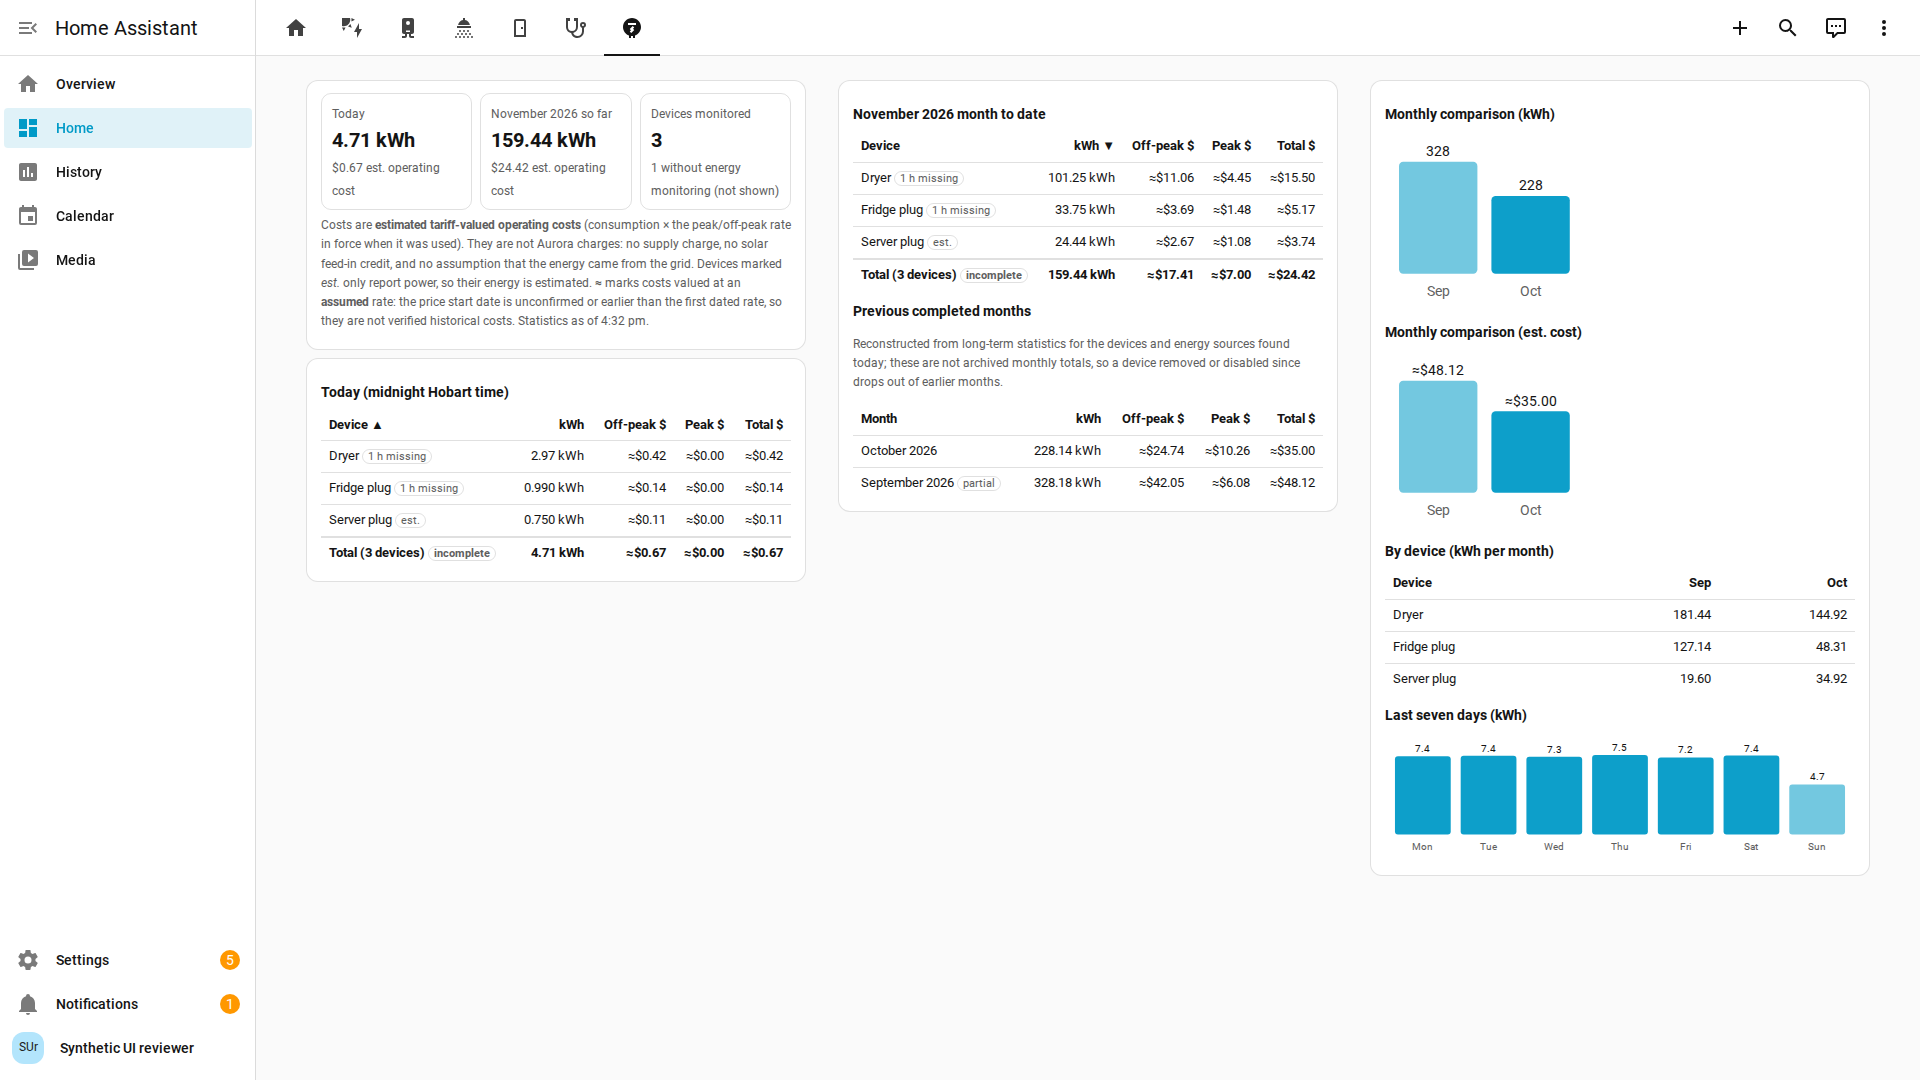 Home Assistant
Overview
Home
History
Calendar
Media
Settings 5
Notifications 1
SUr Synthetic UI reviewer
Today
4.71 kWh
$0.67 est. operating
cost
November 2026 so far
159.44 kWh
$24.42 est. operating
cost
Devices monitored
3
1 without energy
monitoring (not shown)
Costs are estimated tariff-valued operating costs (consumption × the peak/off-peak rate
in force when it was used). They are not Aurora charges: no supply charge, no solar
feed-in credit, and no assumption that the energy came from the grid. Devices marked
est. only report power, so their energy is estimated. ≈ marks costs valued at an
assumed rate: the price start date is unconfirmed or earlier than the first dated rate, so
they are not verified historical costs. Statistics as of 4:32 pm.
Today (midnight Hobart time)
Device ▲ kWh Off-peak $ Peak $ Total $
Dryer 1 h missing 2.97 kWh ≈$0.42 ≈$0.00 ≈$0.42
Fridge plug 1 h missing 0.990 kWh ≈$0.14 ≈$0.00 ≈$0.14
Server plug est. 0.750 kWh ≈$0.11 ≈$0.00 ≈$0.11
Total (3 devices) incomplete 4.71 kWh ≈$0.67 ≈$0.00 ≈$0.67
November 2026 month to date
Device kWh ▼ Off-peak $ Peak $ Total $
Dryer 1 h missing 101.25 kWh ≈$11.06 ≈$4.45 ≈$15.50
Fridge plug 1 h missing 33.75 kWh ≈$3.69 ≈$1.48 ≈$5.17
Server plug est. 24.44 kWh ≈$2.67 ≈$1.08 ≈$3.74
Total (3 devices) incomplete 159.44 kWh ≈$17.41 ≈$7.00 ≈$24.42
Previous completed months
Reconstructed from long-term statistics for the devices and energy sources found
today; these are not archived monthly totals, so a device removed or disabled since
drops out of earlier months.
Month kWh Off-peak $ Peak $ Total $
October 2026 228.14 kWh ≈$24.74 ≈$10.26 ≈$35.00
September 2026 partial 328.18 kWh ≈$42.05 ≈$6.08 ≈$48.12
Monthly comparison (kWh)
328
228
Sep Oct
Monthly comparison (est. cost)
≈$48.12
≈$35.00
Sep Oct
By device (kWh per month)
Device Sep Oct
Dryer 181.44 144.92
Fridge plug 127.14 48.31
Server plug 19.60 34.92
Last seven days (kWh)
7.4 7.4 7.3 7.5 7.2 7.4 4.7
Mon Tue Wed Thu Fri Sat Sun